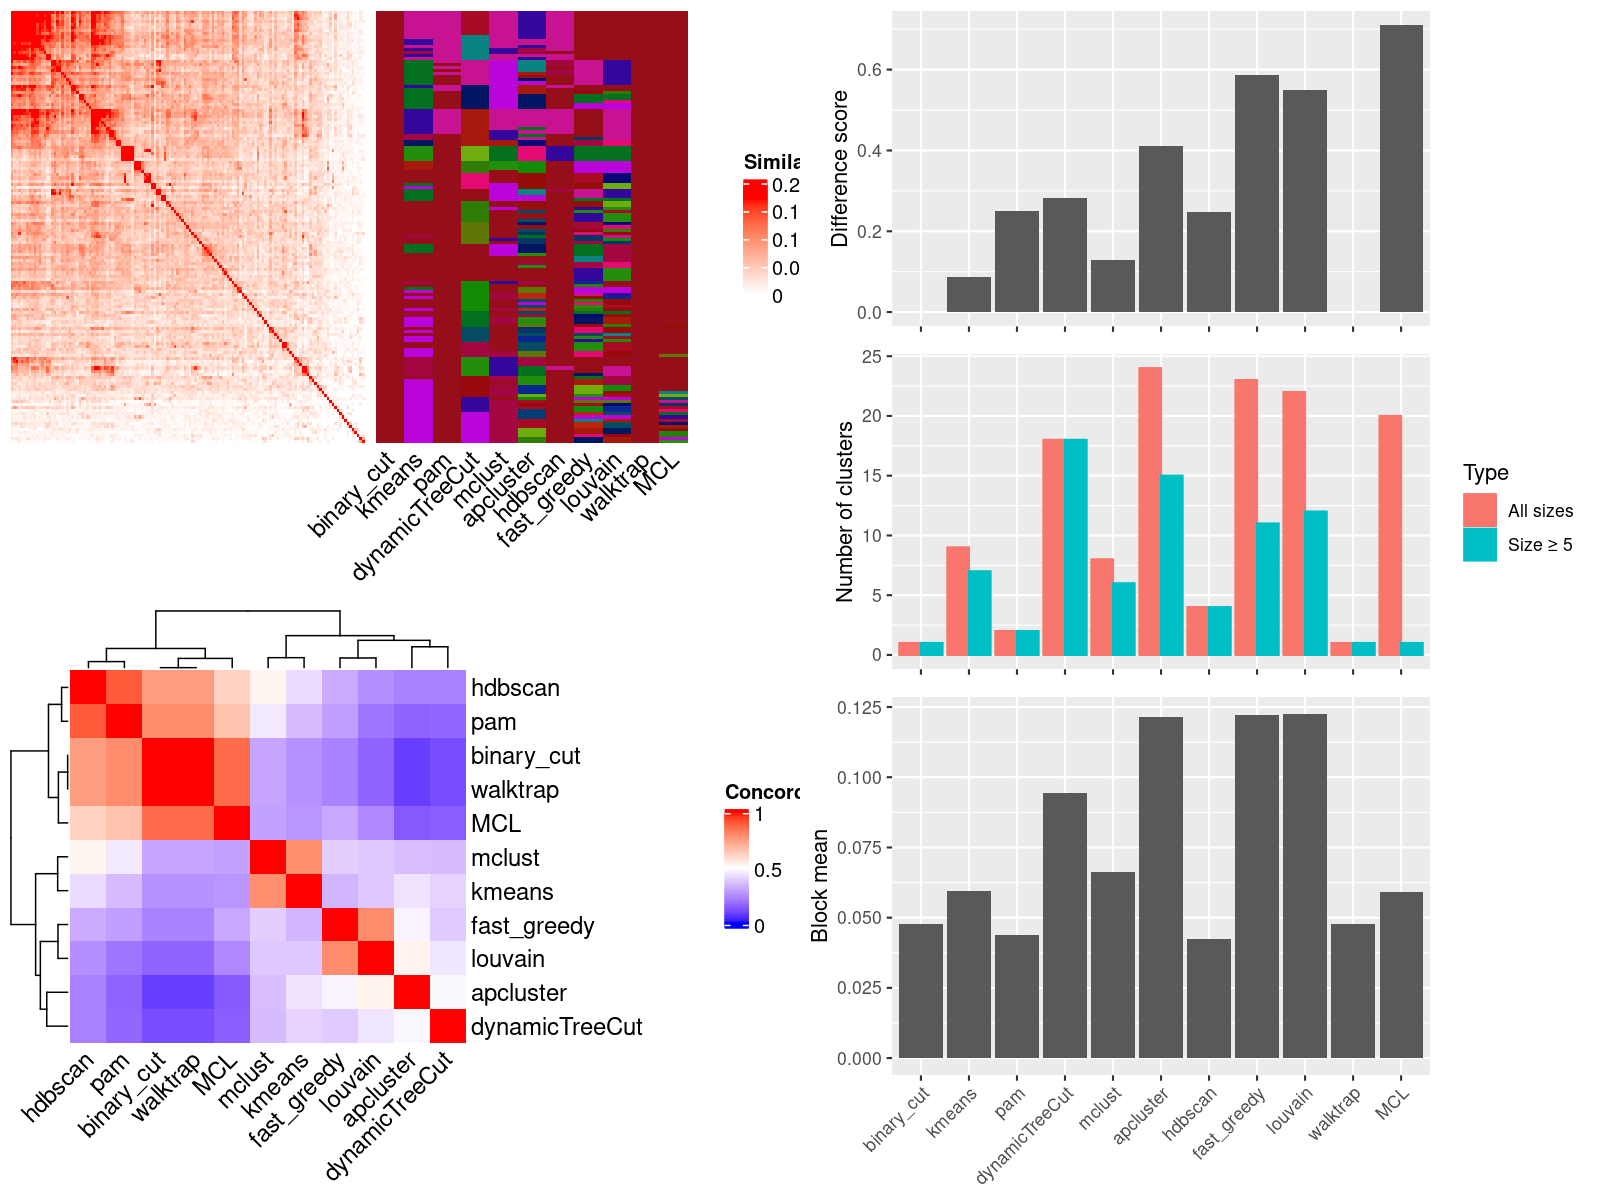 Simila
0.2
0.1
0.1
0.0
0
binary_cut
kmeans
pam
dynamicTreeCut
mclust
apcluster
hdbscan
fast_greedy
louvain
walktrap
MCL
hdbscan
pam
binary_cut
walktrap
MCL
mclust
kmeans
fast_greedy
louvain
apcluster
dynamicTreeCut
hdbscan
pam
binary_cut
walktrap
MCL
mclust
kmeans
fast_greedy
louvain
apcluster
dynamicTreeCut
Concord
1
0.5
0
Difference score
0.6
0.4
0.2
0.0
Number of clusters
25
20
15
10
5
0
Type
All sizes
Size ≥ 5
Block mean
0.125
0.100
0.075
0.050
0.025
0.000
binary_cut
kmeans
pam
dynamicTreeCut
mclust
apcluster
hdbscan
fast_greedy
louvain
walktrap
MCL